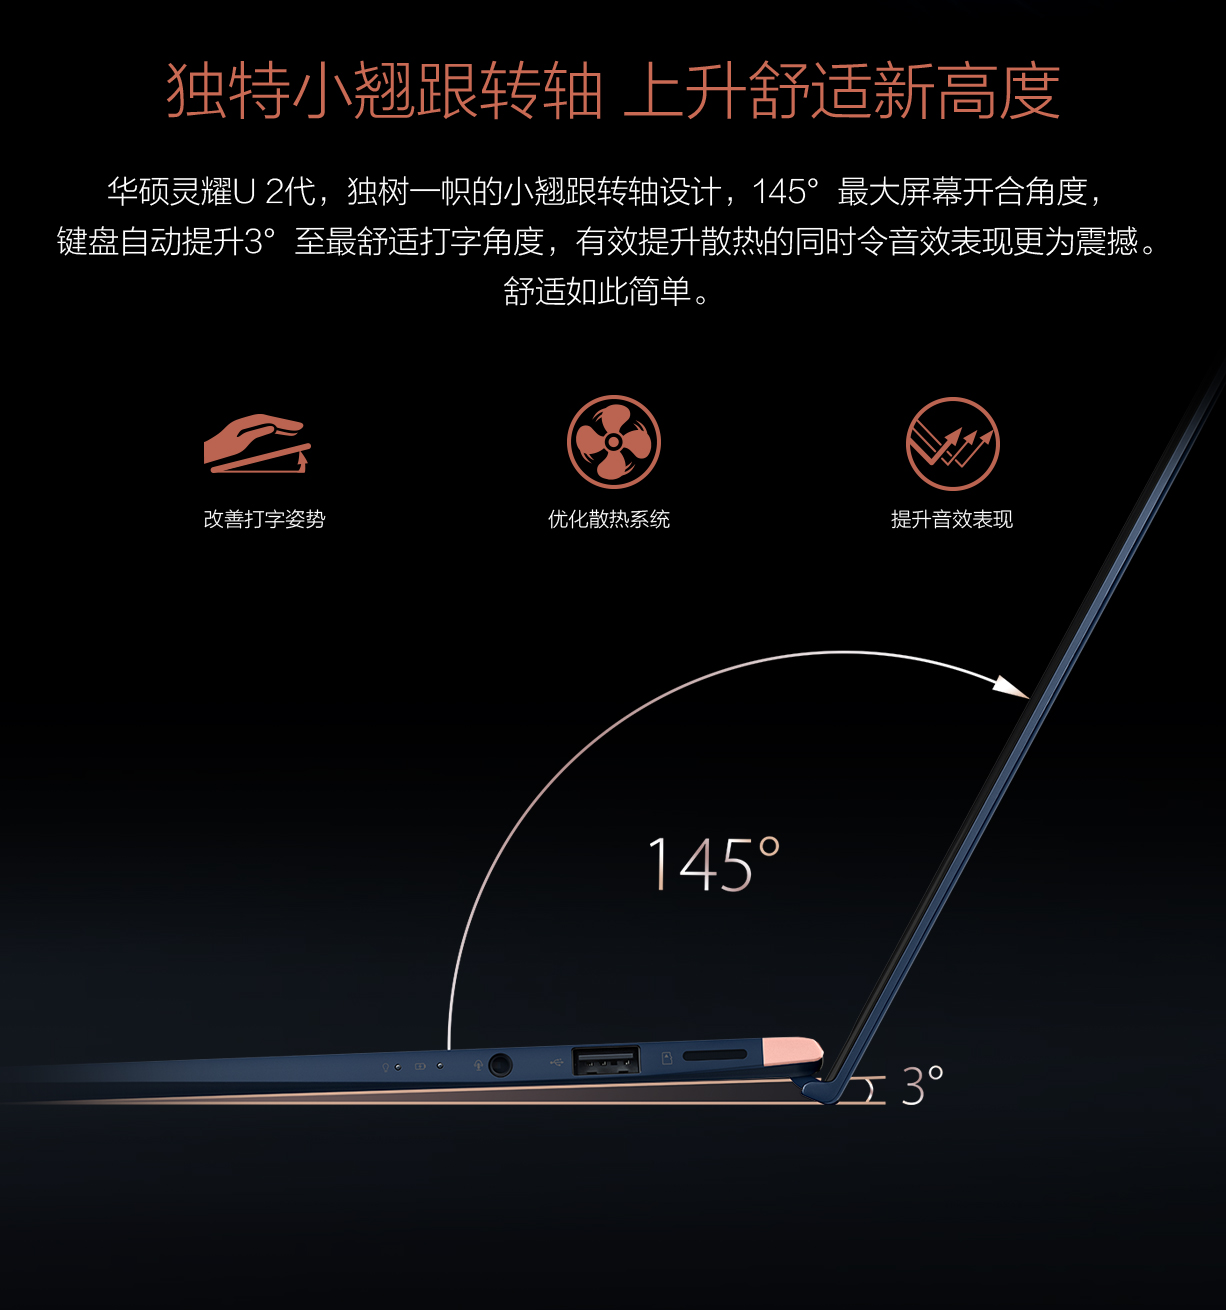 独特小翘跟转轴 上升舒适新高度
华硕灵耀U 2代，独树一帜的小翘跟转轴设计，145°最大屏幕开合角度，
键盘自动提升3°至最舒适打字角度，有效提升散热的同时令音效表现更为震撼。
舒适如此简单。
改善打字姿势
优化散热系统
提升音效表现
145°
3°